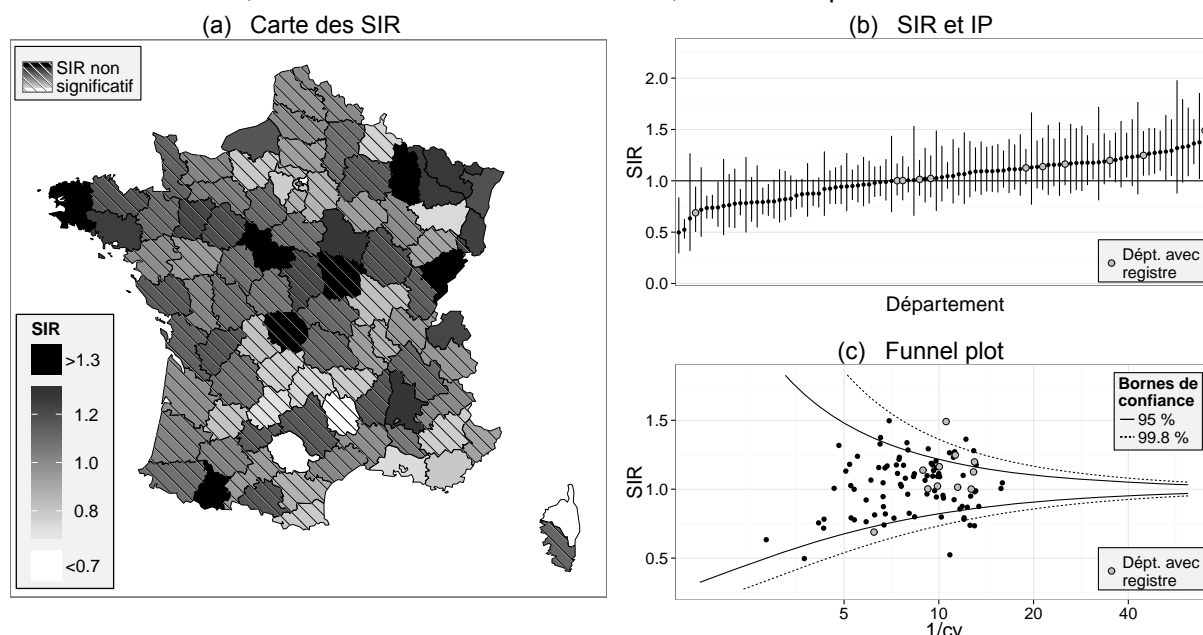 (a) Carte des SIR
SIR non
significatif
SIR
>1.3
1.2
1.0
0.8
<0.7
(b) SIR et IP
SIR
2.0
1.5
1.0
0.5
0.0
Dépt. avec
registre
Département
(c) Funnel plot
SIR
1.5
1.0
0.5
Bornes de
confiance
95 %
99.8 %
Dépt. avec
registre
5
10
20
40
1/cv